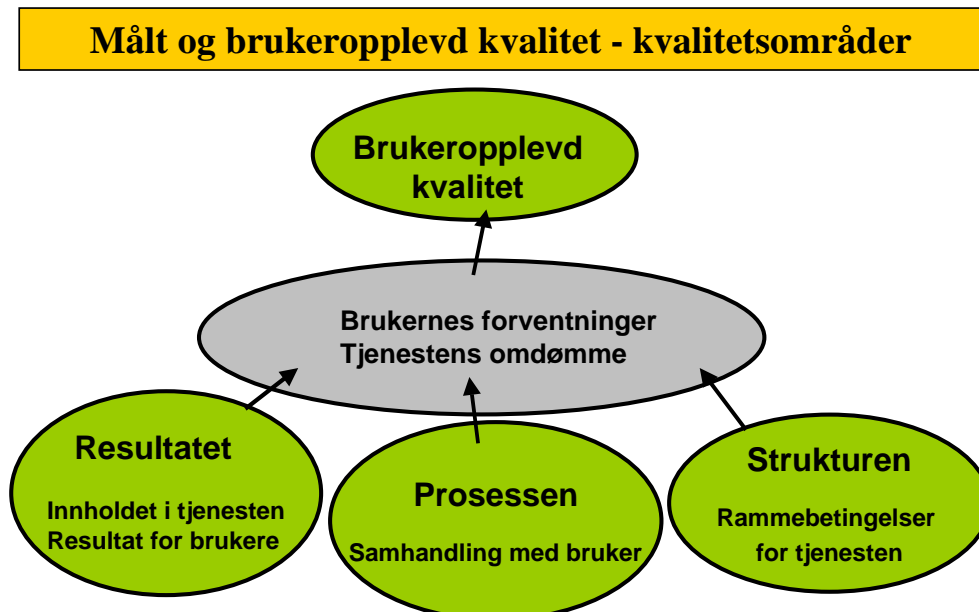 Målt og brukeropplevd kvalitet - kvalitetsområder
Brukeropplevd
kvalitet
Brukernes forventninger
Tjenestens omdømme
Resultatet
Innholdet i tjenesten
Resultat for brukere
Prosessen
Samhandling med bruker
Strukturen
Rammebetingelser
for tjenesten